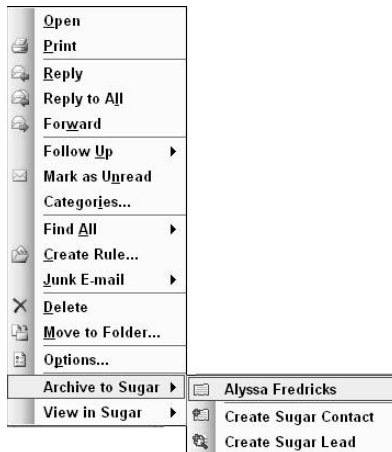 Open
Print
Reply
Reply to All
Forward
Follow Up
Mark as Unread
Categories...
Find All
Create Rule...
Junk E-mail
Delete
Move to Folder...
Options...
Archive to Sugar
Alyssa Fredricks
View in Sugar
Create Sugar Contact
Create Sugar Lead